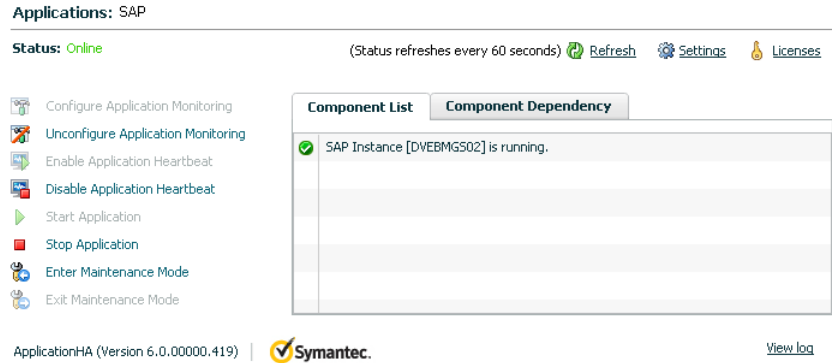 Applications: SAP
Status: Online
(Status refreshes every 60 seconds) Refresh Settings Licenses
Configure Application Monitoring
Unconfigure Application Monitoring
Enable Application Heartbeat
Disable Application Heartbeat
Start Application
Stop Application
Enter Maintenance Mode
Exit Maintenance Mode
Component List Component Dependency
SAP Instance [DVEBMGS02] is running.
ApplicationHA (Version 6.0.00000.419) Symantec. View log